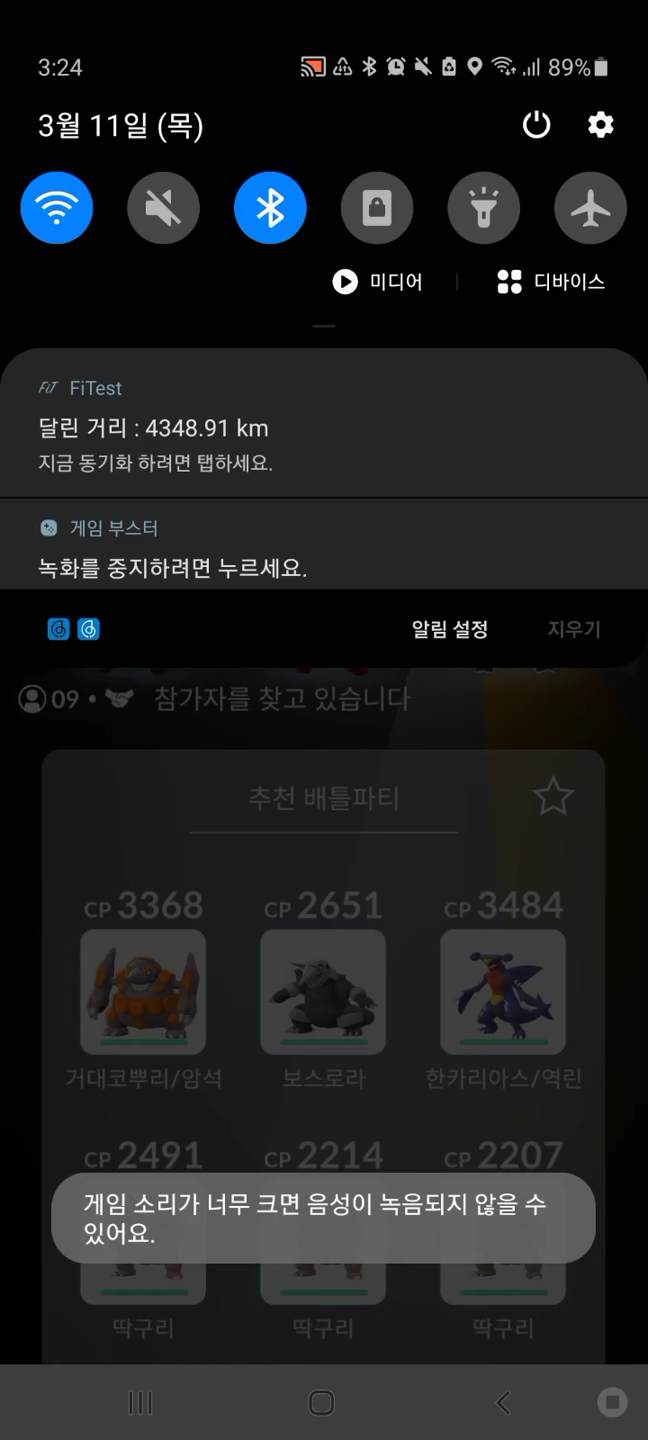 3:24
89%
3월 11일 (목)
미디어
디바이스
FiT FiTest
달린 거리 : 4348.91 km
지금 동기화 하려면 탭하세요.
게임 부스터
녹화를 중지하려면 누르세요.
알림 설정
지우기
09 • 참가자를 찾고 있습니다
추천 배틀파티
CP 3368 CP 2651 CP 3484
거대코뿌리/암석 보스로라 한카리아스/역린
CP 2491 CP 2214 CP 2207
게임 소리가 너무 크면 음성이 녹음되지 않을 수
있어요.
딱구리 딱구리 딱구리